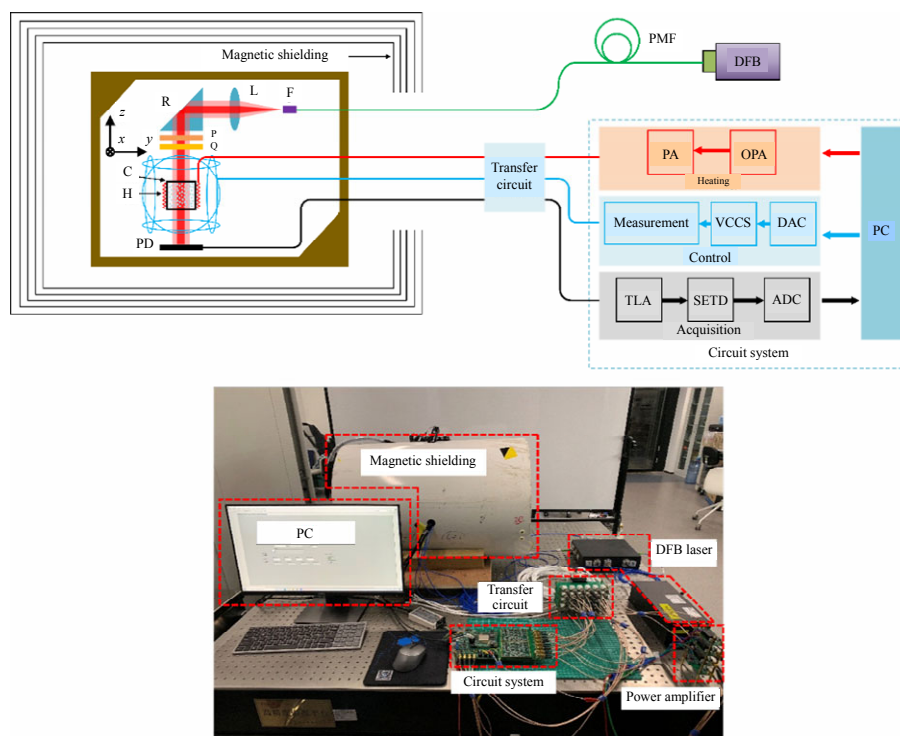 Magnetic shielding
PMF
DFB
R
L
F
z
x
y
P
Q
C
H
PD
Transfer
circuit
PA
OPA
Heating
Measurement
VCCS
DAC
Control
PC
TLA
SETD
ADC
Acquisition
Circuit system
Magnetic shielding
PC
DFB laser
Transfer
circuit
Circuit system
Power amplifier